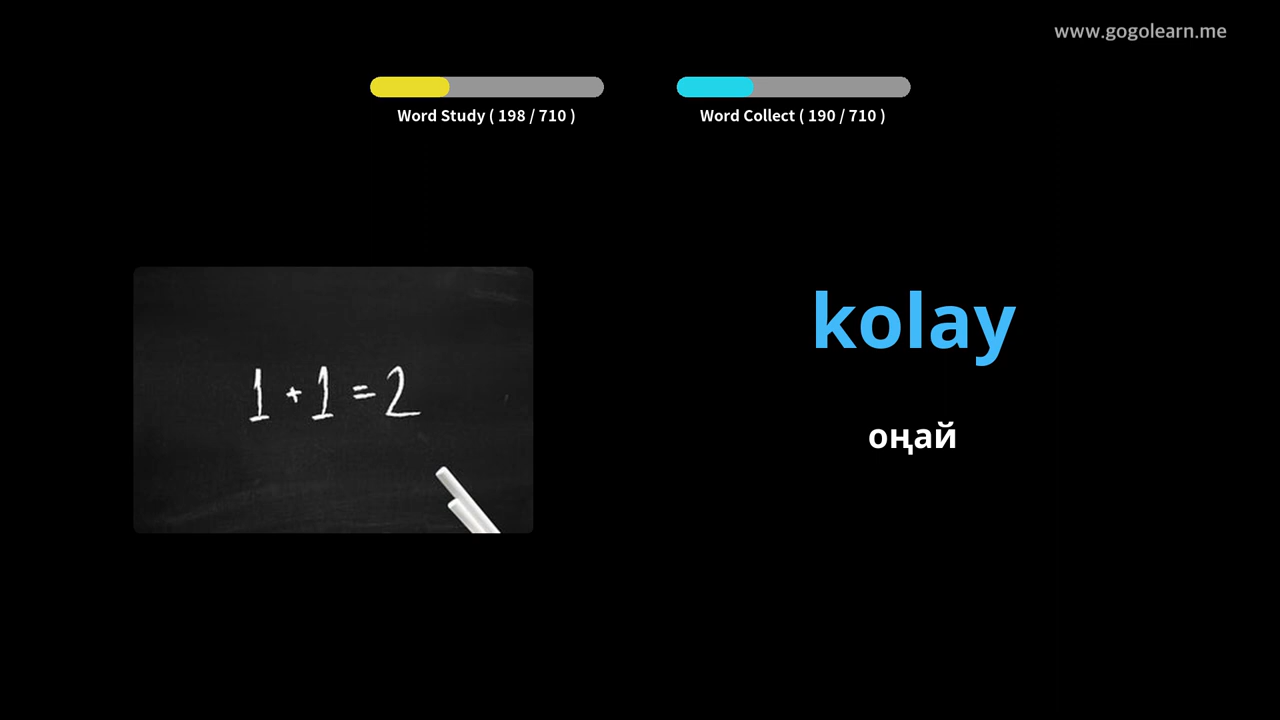 www.gogolearn.me
Word Study ( 198 / 710 )
Word Collect ( 190 / 710 )
1 + 1 = 2
kolay
оңай